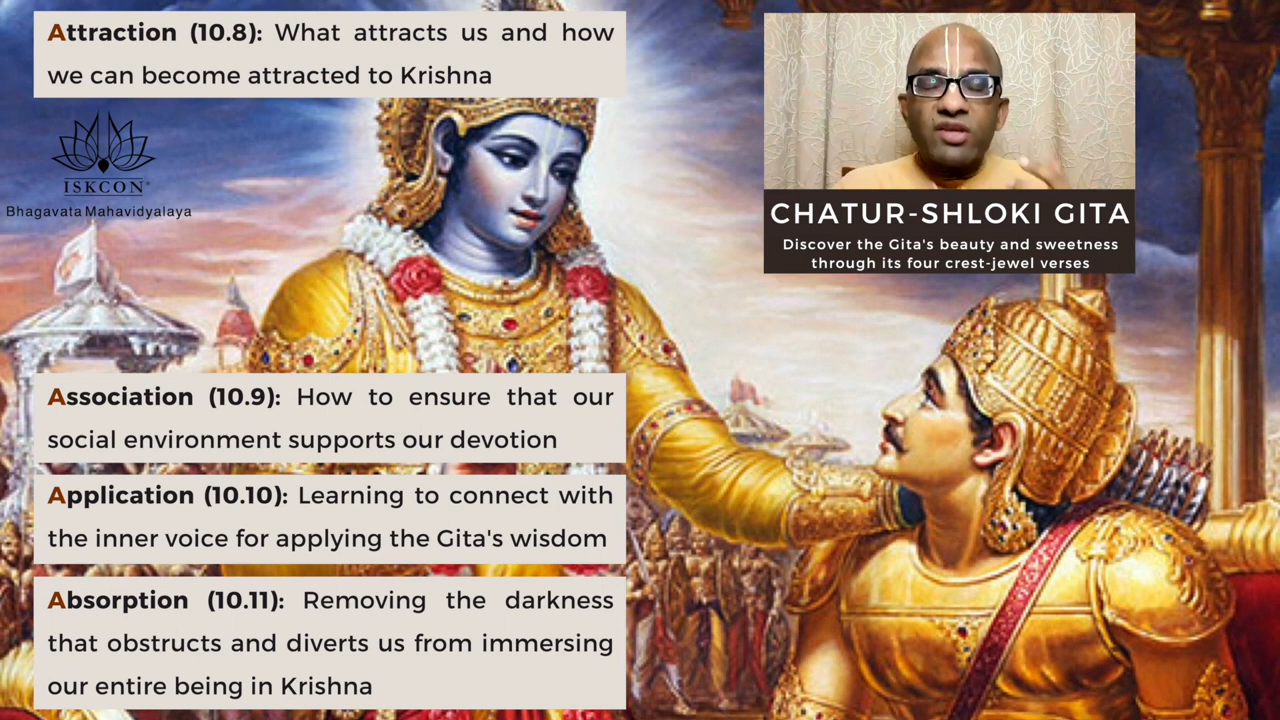 Attraction (10.8): What attracts us and how
we can become attracted to Krishna
ISKCON®
Bhagavata Mahavidyalaya
CHATUR-SHLOKI GITA
Discover the Gita's beauty and sweetness
through its four crest-jewel verses
Association (10.9): How to ensure that our
social environment supports our devotion
Application (10.10): Learning to connect with
the inner voice for applying the Gita's wisdom
Absorption (10.11): Removing the darkness
that obstructs and diverts us from immersing
our entire being in Krishna